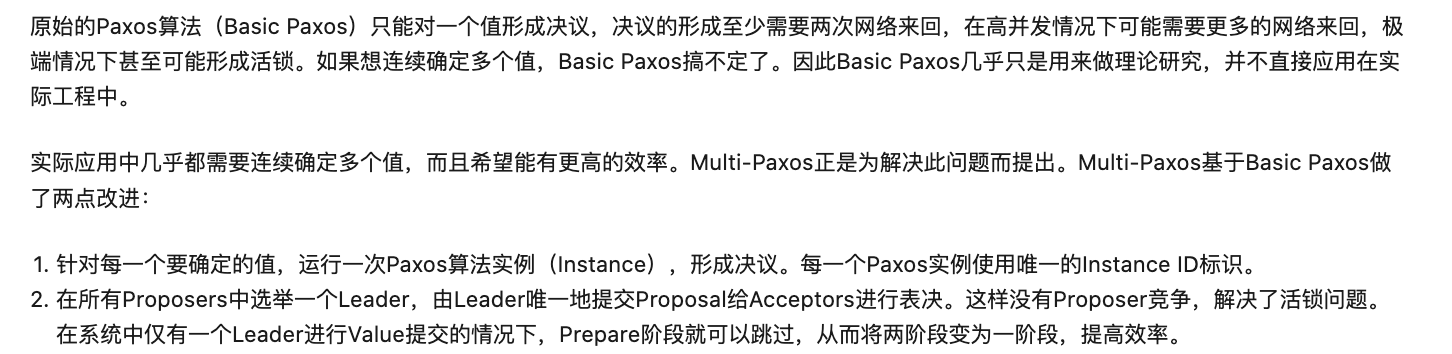 原始的Paxos算法（Basic Paxos）只能对一个值形成决议，决议的形成至少需要两次网络来回，在高并发情况下可能需要更多的网络来回，极
端情况下甚至可能形成活锁。如果想连续确定多个值，Basic Paxos搞不定了。因此Basic Paxos几乎只是用来做理论研究，并不直接应用在实
际工程中。
实际应用中几乎都需要连续确定多个值，而且希望能有更高的效率。Multi-Paxos正是为解决此问题而提出。Multi-Paxos基于Basic Paxos做
了两点改进：
1. 针对每一个要确定的值，运行一次Paxos算法实例（Instance），形成决议。每一个Paxos实例使用唯一的Instance ID标识。
2. 在所有Proposers中选举一个Leader，由Leader唯一地提交Proposal给Acceptors进行表决。这样没有Proposer竞争，解决了活锁问题。
在系统中仅有一个Leader进行Value提交的情况下，Prepare阶段就可以跳过，从而将两阶段变为一阶段，提高效率。